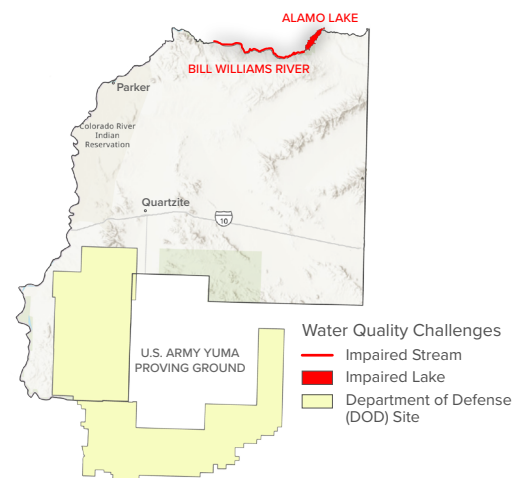 ALAMO LAKE
BILL WILLIAMS RIVER
Parker
Colorado River
Indian
Reservation
Quartzite
10
U.S. ARMY YUMA
PROVING GROUND
Water Quality Challenges
Impaired Stream
Impaired Lake
Department of Defense
(DOD) Site